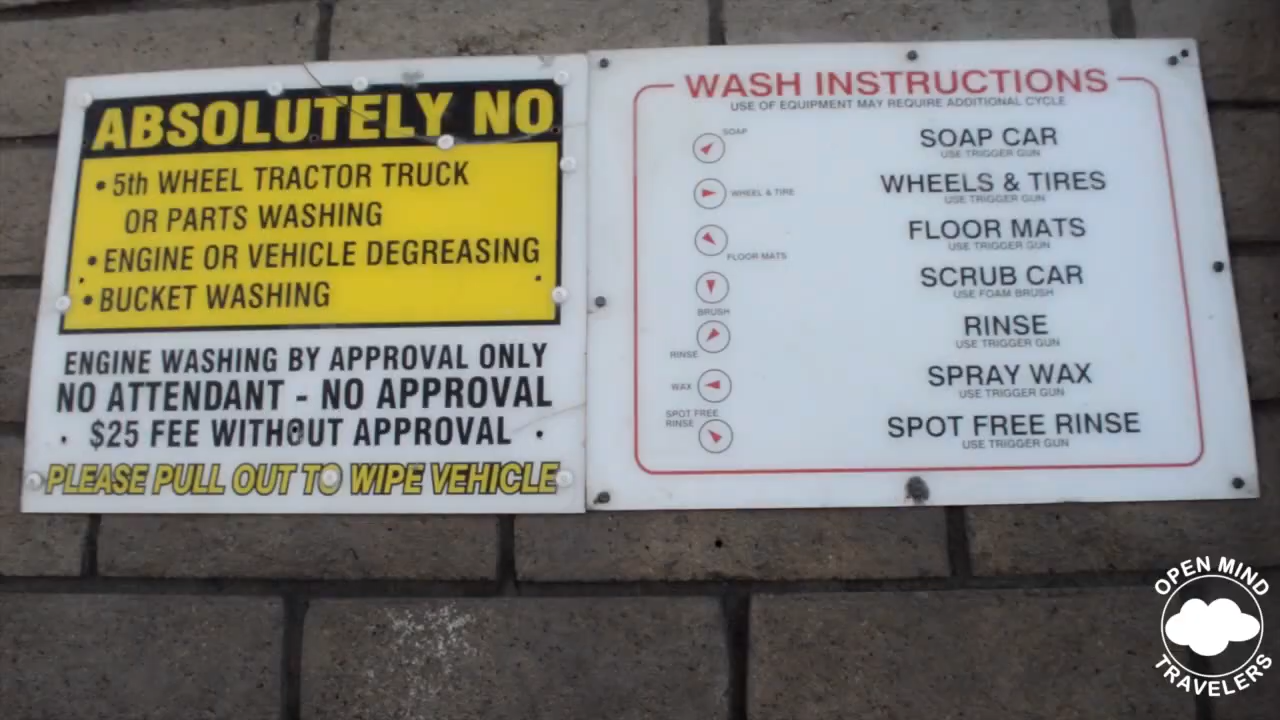 ABSOLUTELY NO
• 5th WHEEL TRACTOR TRUCK
OR PARTS WASHING
• ENGINE OR VEHICLE DEGREASING
• BUCKET WASHING
ENGINE WASHING BY APPROVAL ONLY
NO ATTENDANT - NO APPROVAL
• $25 FEE WITHOUT APPROVAL •
PLEASE PULL OUT TO WIPE VEHICLE
WASH INSTRUCTIONS
USE OF EQUIPMENT MAY REQUIRE ADDITIONAL CYCLE
SOAP
SOAP CAR
USE TRIGGER GUN
WHEEL & TIRE
WHEELS & TIRES
USE TRIGGER GUN
FLOOR MATS
FLOOR MATS
USE TRIGGER GUN
BRUSH
SCRUB CAR
USE FOAM BRUSH
RINSE
RINSE
USE TRIGGER GUN
WAX
SPRAY WAX
USE TRIGGER GUN
SPOT FREE
RINSE
SPOT FREE RINSE
USE TRIGGER GUN
OPEN MIND
TRAVELERS